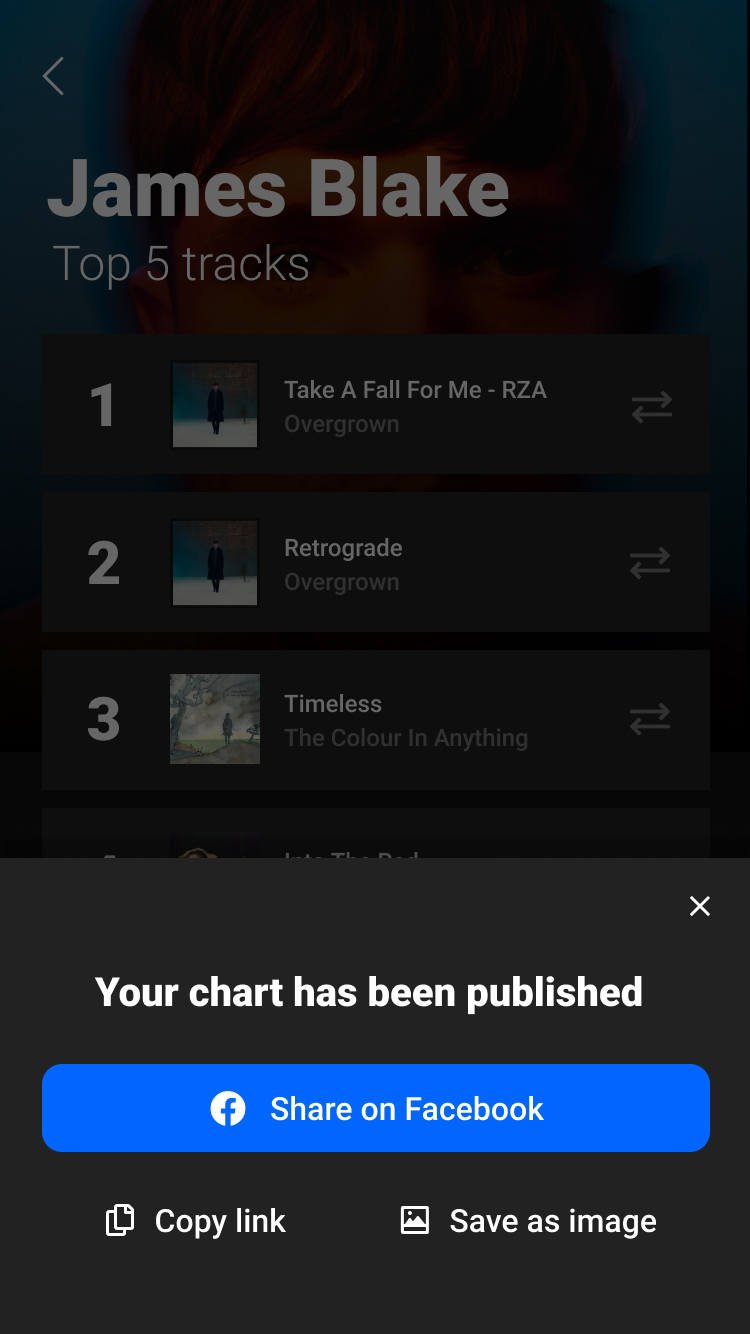 James Blake
Top 5 tracks
1
Take A Fall For Me - RZA
Overgrown
2
Retrograde
Overgrown
3
Timeless
The Colour In Anything
Your chart has been published
Share on Facebook
Copy link
Save as image